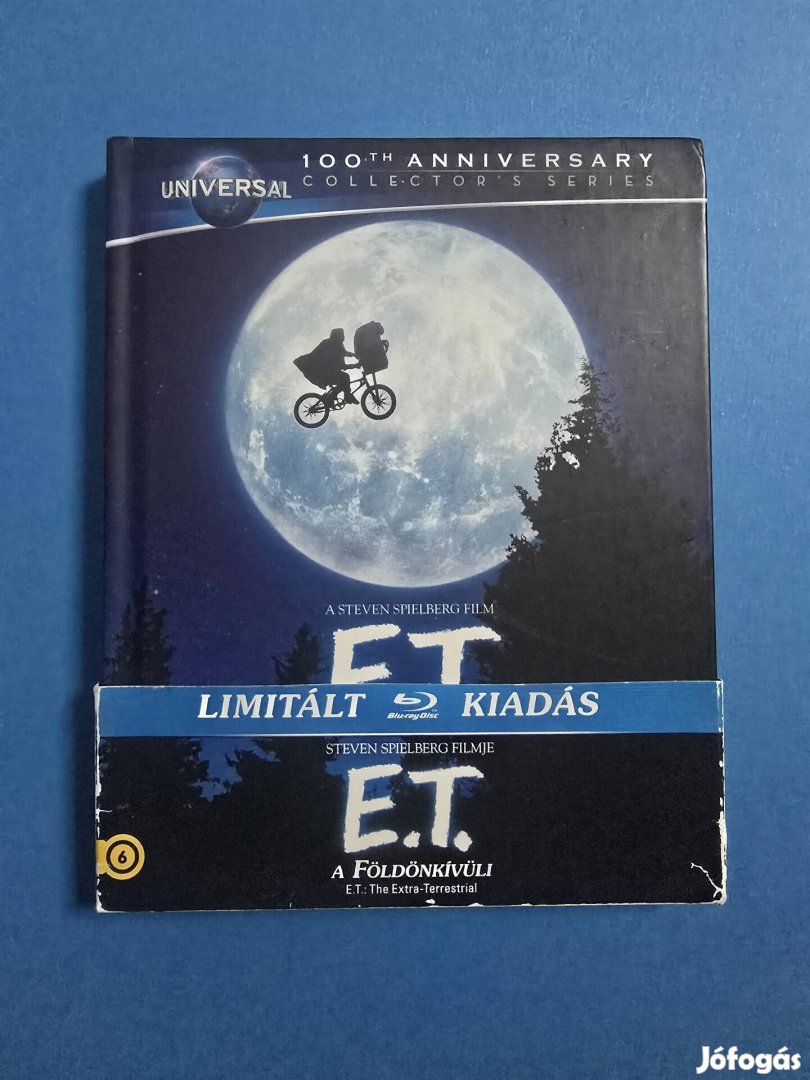 100TH ANNIVERSARY
COLLECTOR'S SERIES
UNIVERSAL
A STEVEN SPIELBERG FILM
E.T.
LIMITÁLT Blu-ray Disc KIADÁS
STEVEN SPIELBERG FILMJE
E.T.
A FÖLDÖNKÍVÜLI
E.T.: The Extra-Terrestrial
6
Jófogás